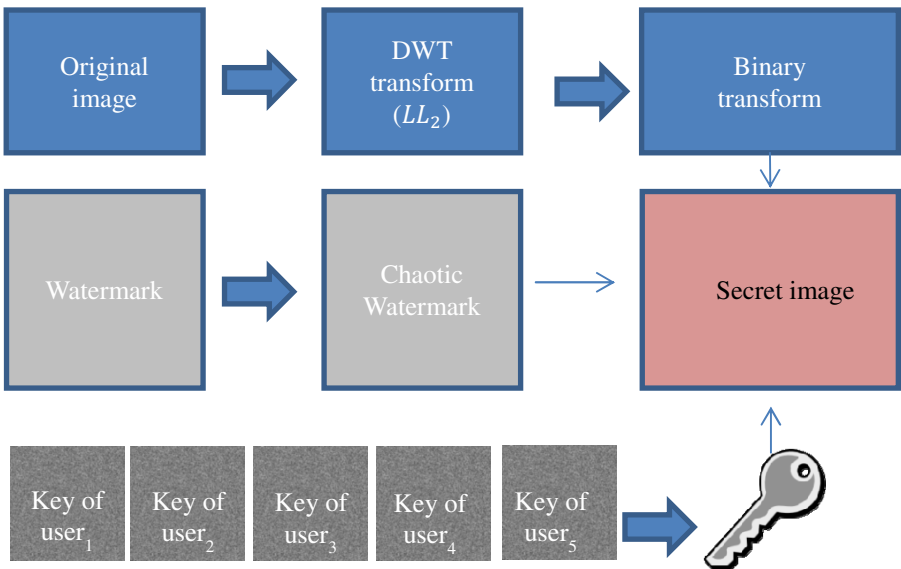 Original
image
DWT
transform
(𝐿𝐿₂)
Binary
transform
Watermark
Chaotic
Watermark
Secret image
Key of
user₁
Key of
user₂
Key of
user₃
Key of
user₄
Key of
user₅